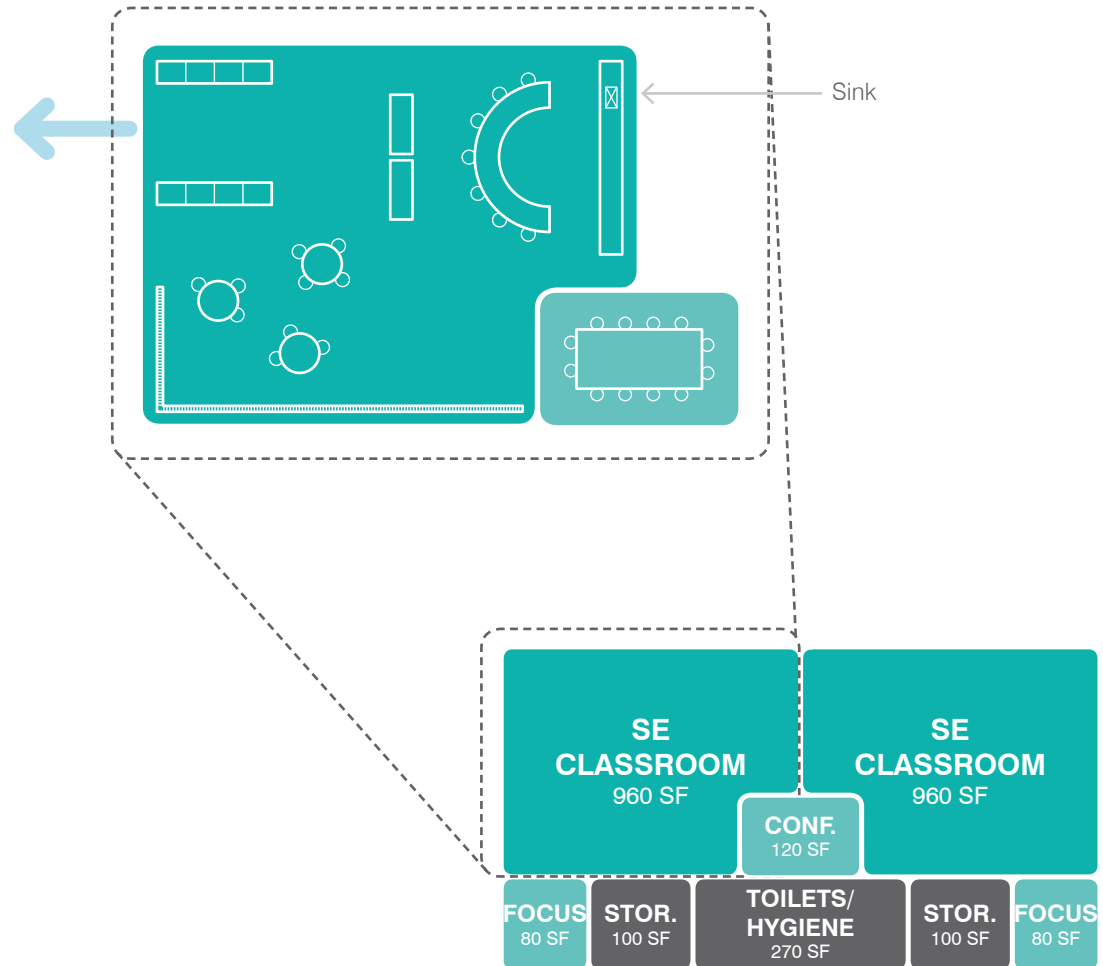 Sink
SE
CLASSROOM
960 SF
SE
CLASSROOM
960 SF
CONF.
120 SF
FOCUS
80 SF
STOR.
100 SF
TOILETS/
HYGIENE
270 SF
STOR.
100 SF
FOCUS
80 SF